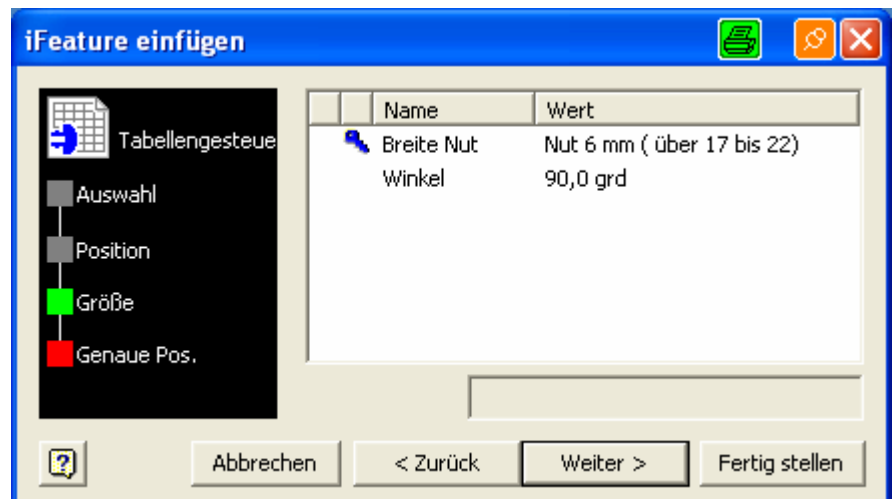 iFeature einfügen
Tabellengesteue
Auswahl
Position
Größe
Genaue Pos.
Name Wert
Breite Nut Nut 6 mm ( über 17 bis 22)
Winkel 90,0 grd
? Abbrechen < Zurück Weiter > Fertig stellen